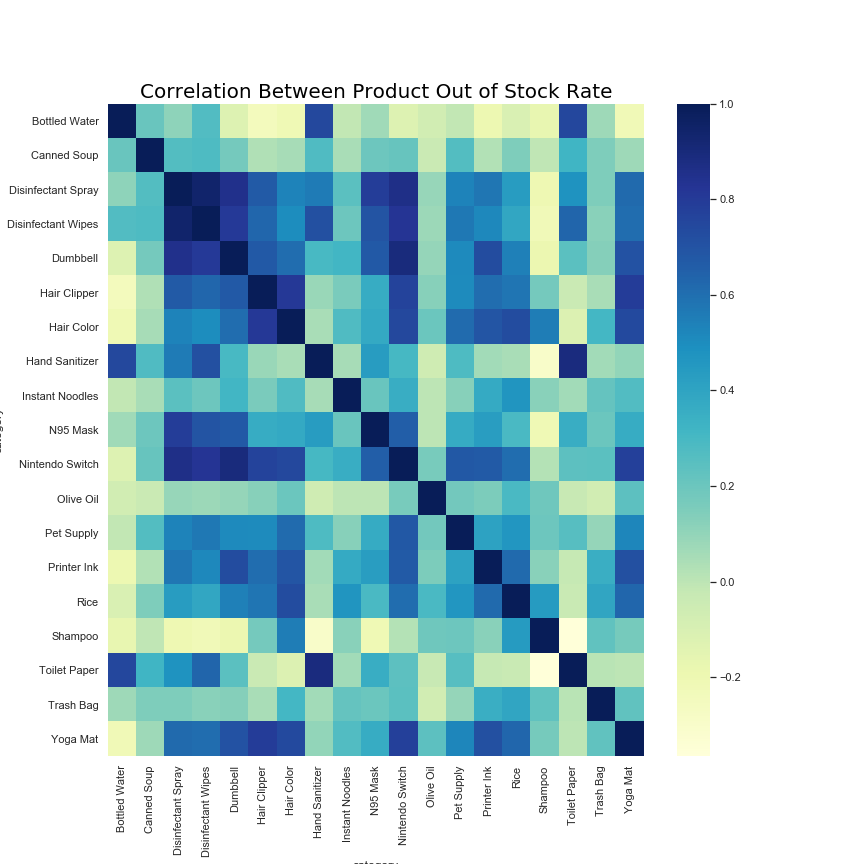 Correlation Between Product Out of Stock Rate
Bottled Water
Canned Soup
Disinfectant Spray
Disinfectant Wipes
Dumbbell
Hair Clipper
Hair Color
Hand Sanitizer
Instant Noodles
N95 Mask
Nintendo Switch
Olive Oil
Pet Supply
Printer Ink
Rice
Shampoo
Toilet Paper
Trash Bag
Yoga Mat
Bottled Water
Canned Soup
Disinfectant Spray
Disinfectant Wipes
Dumbbell
Hair Clipper
Hair Color
Hand Sanitizer
Instant Noodles
N95 Mask
Nintendo Switch
Olive Oil
Pet Supply
Printer Ink
Rice
Shampoo
Toilet Paper
Trash Bag
Yoga Mat
1.0
0.8
0.6
0.4
0.2
0.0
−0.2